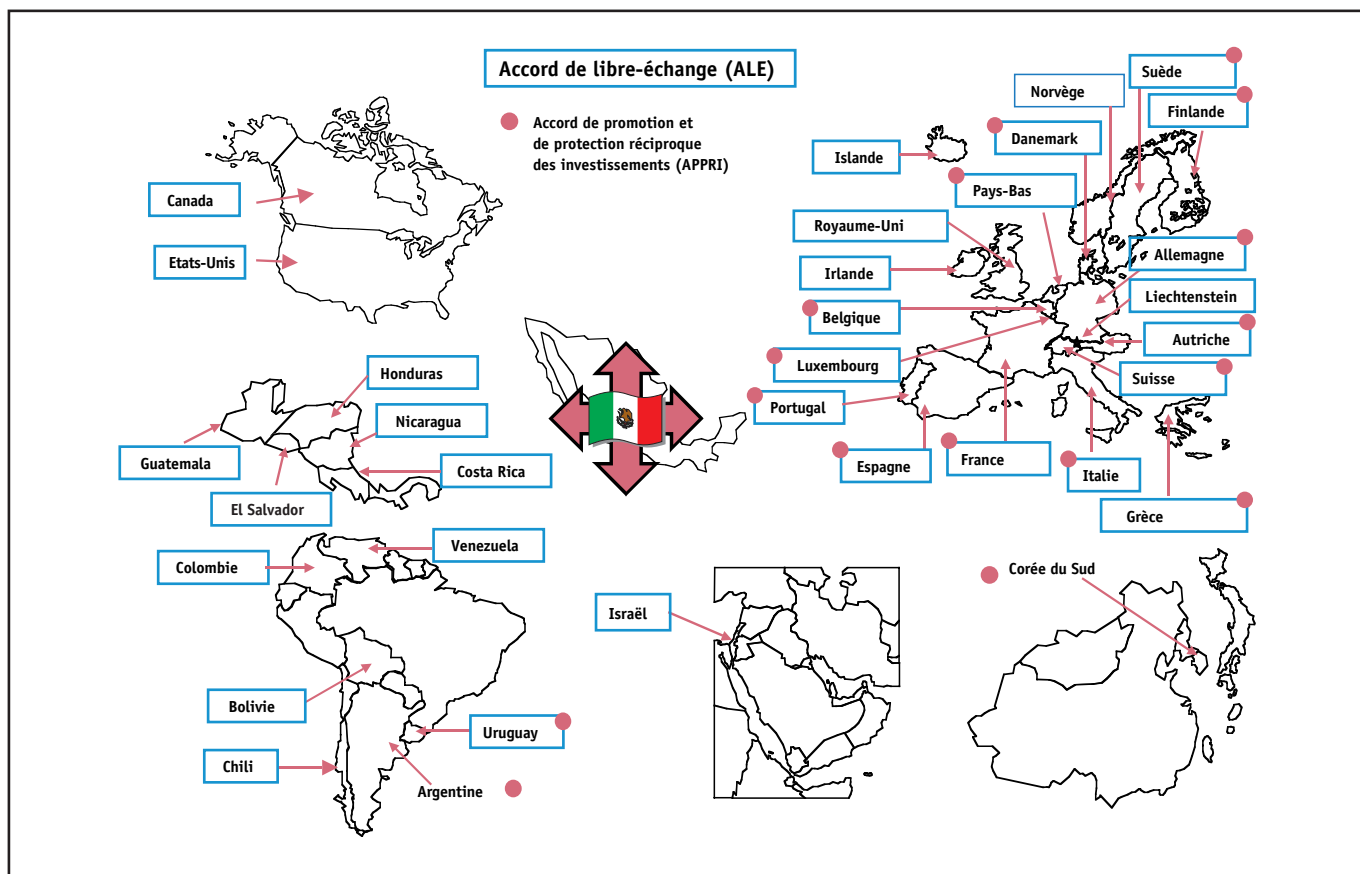 Accord de libre-échange (ALE)
Accord de promotion et
de protection réciproque
des investissements (APPRI)
Canada
Etats-Unis
Suède
Norvège
Finlande
Danemark
Islande
Pays-Bas
Royaume-Uni
Allemagne
Irlande
Liechtenstein
Belgique
Autriche
Luxembourg
Suisse
Portugal
Espagne
France
Italie
Grèce
Honduras
Nicaragua
Guatemala
Costa Rica
El Salvador
Venezuela
Colombie
Bolivie
Uruguay
Chili
Argentine
Israël
Corée du Sud